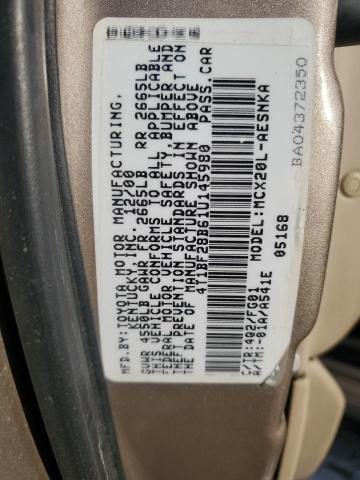 MFD.BY:TOYOTA MOTOR MANUFACTURING,
KENTUCKY,INC. 12/00
GVWR 4550LB GAWR FR 2665LB RR 2665LB
THIS VEHICLE CONFORMS TO ALL APPLICABLE
FEDERAL MOTOR VEHICLE SAFETY, BUMPER AND
THEFT PREVENTION STANDARDS IN EFFECT ON
THE DATE OF MANUFACTURE SHOWN ABOVE
4T1BF28B61U145980 PASS.CAR
MODEL:MCX20L-AESNKA
C/TR:4Q2/FC01 05168
A/TM:-01A/A541E
BA04372350